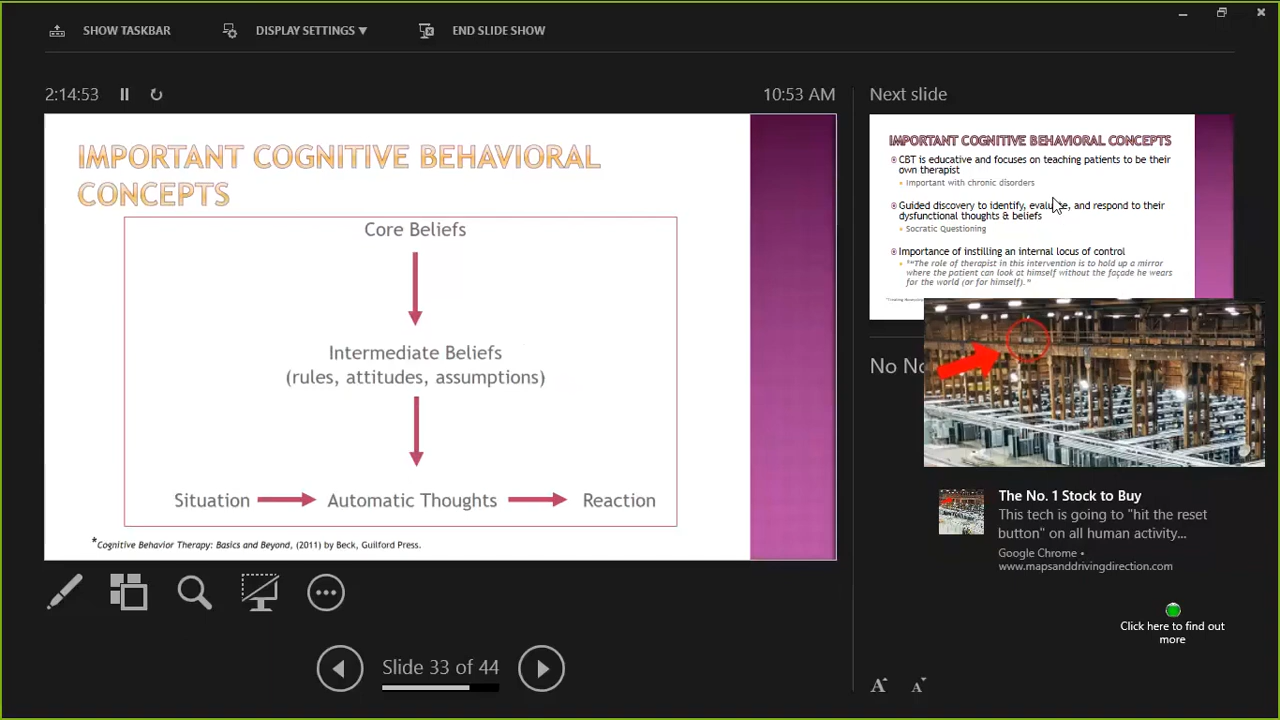 SHOW TASKBAR
DISPLAY SETTINGS
END SLIDE SHOW
2:14:53
10:53 AM
IMPORTANT COGNITIVE BEHAVIORAL
CONCEPTS
Core Beliefs
Intermediate Beliefs
(rules, attitudes, assumptions)
Situation
Automatic Thoughts
Reaction
*Cognitive Behavior Therapy: Basics and Beyond, (2011) by Beck, Guilford Press.
Slide 33 of 44
Next slide
IMPORTANT COGNITIVE BEHAVIORAL CONCEPTS
CBT is educative and focuses on teaching patients to be their
own therapist
Important with chronic disorders
Guided discovery to identify, evaluate, and respond to their
dysfunctional thoughts & beliefs
Socratic Questioning
Importance of instilling an internal locus of control
"The role of therapist in this intervention is to hold up a mirror
where the patient can look at himself without the façade he wears
for the world (or for himself)."
No
The No. 1 Stock to Buy
This tech is going to "hit the reset
button" on all human activity...
Google Chrome •
www.mapsanddrivingdirection.com
Click here to find out
more
A A